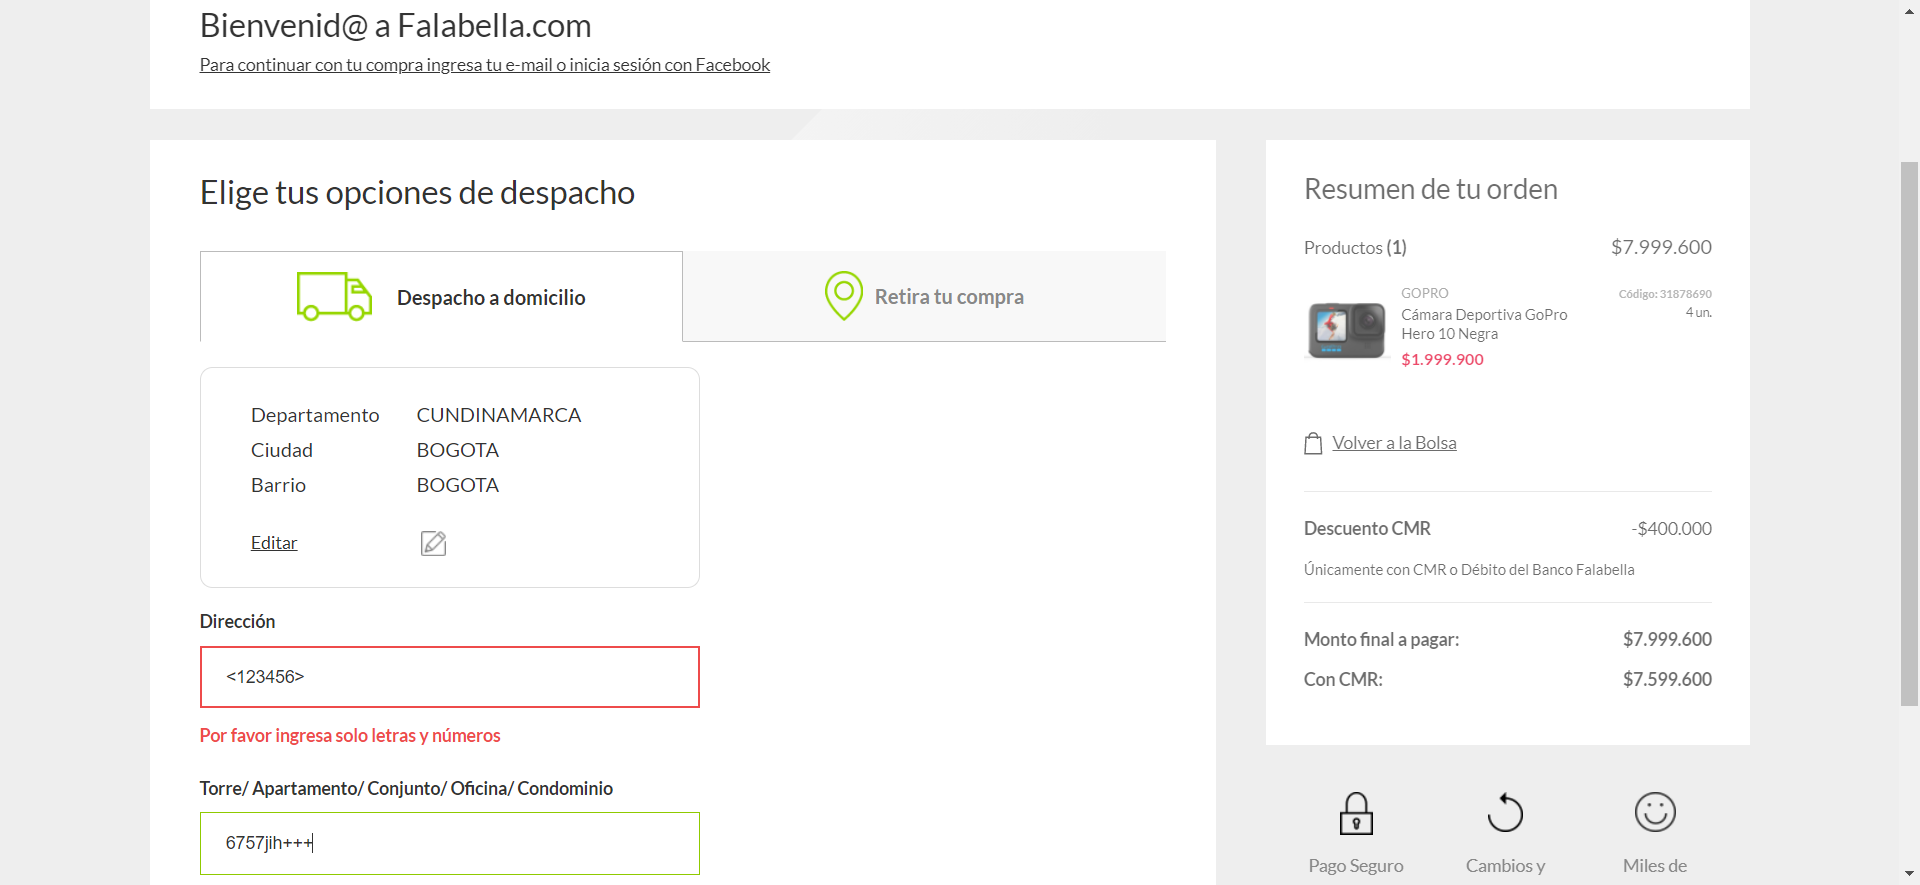 Bienvenid@ a Falabella.com
Para continuar con tu compra ingresa tu e-mail o inicia sesión con Facebook
Elige tus opciones de despacho
Despacho a domicilio
Retira tu compra
Departamento CUNDINAMARCA
Ciudad BOGOTA
Barrio BOGOTA
Editar
Dirección
<123456>
Por favor ingresa solo letras y números
Torre/ Apartamento/ Conjunto/ Oficina/ Condominio
6757jih+++
Resumen de tu orden
Productos (1) $7.999.600
GOPRO Código: 31878690
Cámara Deportiva GoPro 4 un.
Hero 10 Negra
$1.999.900
Volver a la Bolsa
Descuento CMR -$400.000
Únicamente con CMR o Débito del Banco Falabella
Monto final a pagar: $7.999.600
Con CMR: $7.599.600
Pago Seguro
Cambios y
Miles de